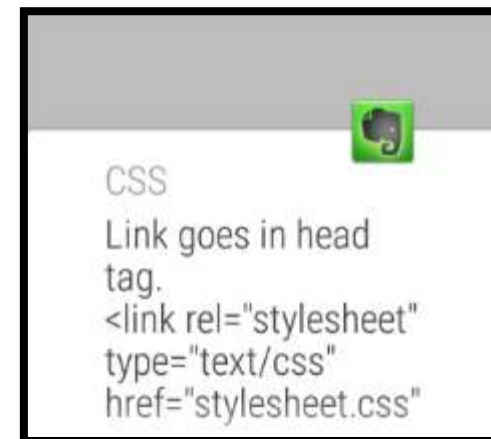 CSS
Link goes in head
tag.
<link rel="stylesheet"
type="text/css"
href="stylesheet.css"